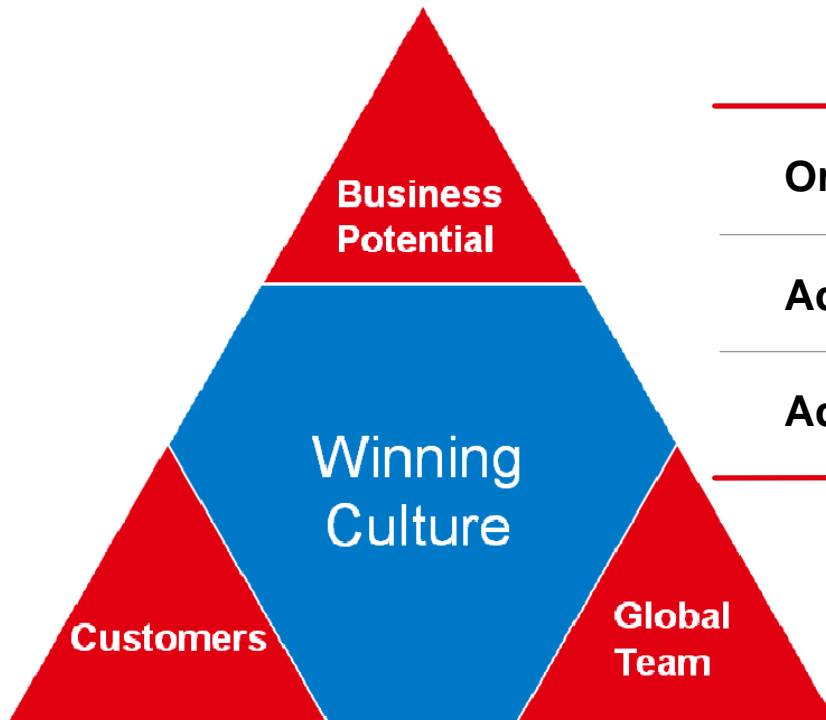 Business
Potential
Winning
Culture
Customers
Global
Team